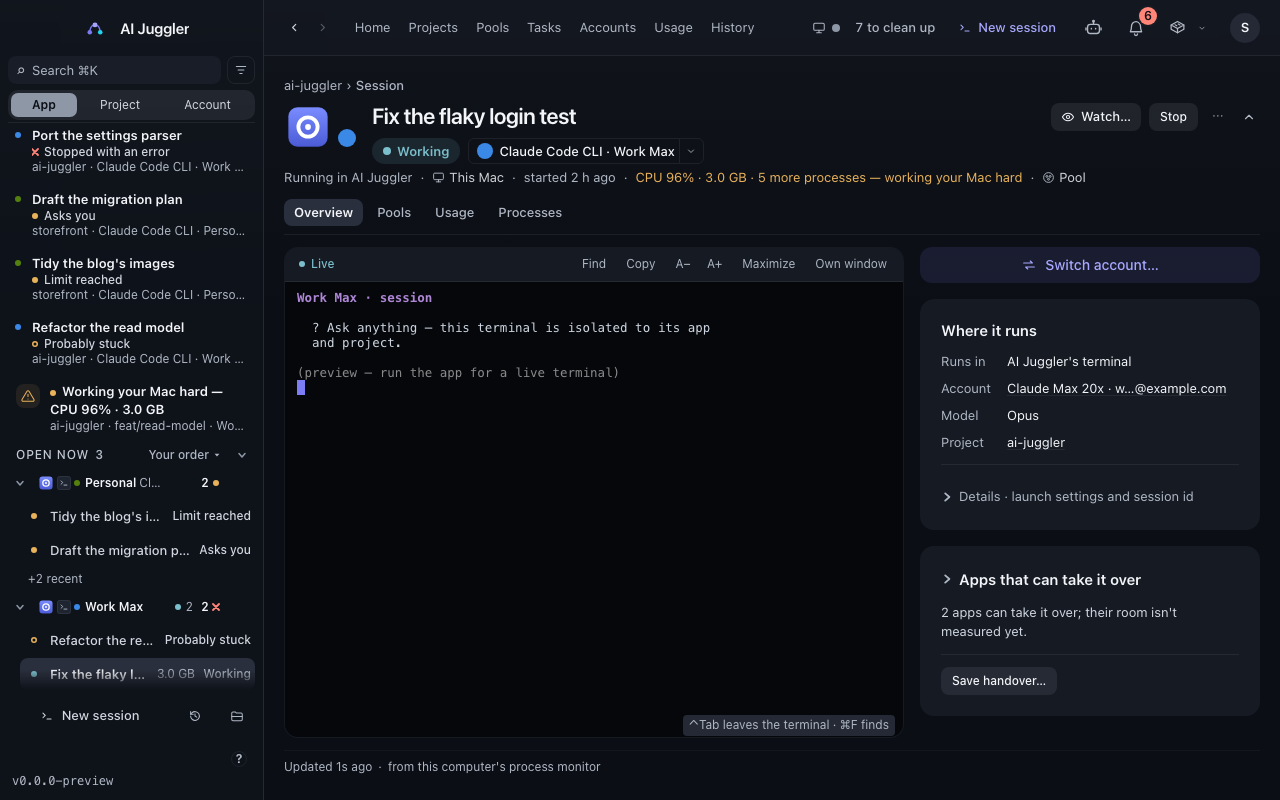 AI Juggler
Search ⌘K
App Project Account
Port the settings parser
Stopped with an error
ai-juggler · Claude Code CLI · Work ...
Draft the migration plan
Asks you
storefront · Claude Code CLI · Perso...
Tidy the blog's images
Limit reached
storefront · Claude Code CLI · Perso...
Refactor the read model
Probably stuck
ai-juggler · Claude Code CLI · Work ...
Working your Mac hard —
CPU 96% · 3.0 GB
ai-juggler · feat/read-model · Wo...
OPEN NOW 3 Your order
Personal Cl... 2
Tidy the blog's i... Limit reached
Draft the migration p... Asks you
+2 recent
Work Max 2 2
Refactor the re... Probably stuck
Fix the flaky l... 3.0 GB Working
New session
?
v0.0.0-preview
Home Projects Pools Tasks Accounts Usage History 7 to clean up New session 6 S
ai-juggler › Session
Fix the flaky login test
Watch... Stop ...
Working Claude Code CLI · Work Max
Running in AI Juggler · This Mac · started 2 h ago · CPU 96% · 3.0 GB · 5 more processes — working your Mac hard · Pool
Overview Pools Usage Processes
Live Find Copy A− A+ Maximize Own window
Work Max · session
? Ask anything — this terminal is isolated to its app
and project.
(preview — run the app for a live terminal)
^Tab leaves the terminal · ⌘F finds
Switch account...
Where it runs
Runs in AI Juggler's terminal
Account Claude Max 20x · w...@example.com
Model Opus
Project ai-juggler
Details · launch settings and session id
Apps that can take it over
2 apps can take it over; their room isn't
measured yet.
Save handover...
Updated 1s ago · from this computer's process monitor